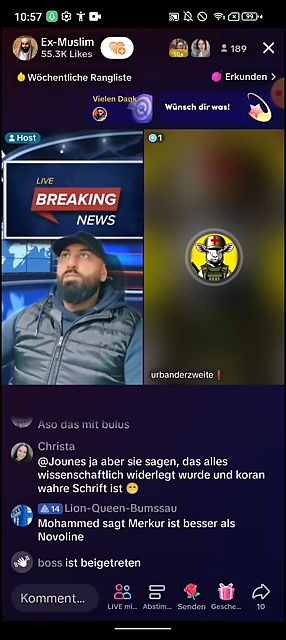 10:57
99
Ex-Muslim
55.3K Likes
10+
189
Wöchentliche Rangliste
Erkunden
Vielen Dank
Wünsch dir was!
Host
1
LIVE
BREAKING
NEWS
urbanderzweite❗
Aso das mit bulus
Christa
@Jounes ja aber sie sagen, das alles
wissenschaftlich widerlegt wurde und koran
wahre Schrift ist 😁
14 Lion-Queen-Bumssau
Mohammed sagt Merkur ist besser als
Novoline
boss ist beigetreten
Komment...
LIVE mi...
Abstim...
Senden
Gesche...
10